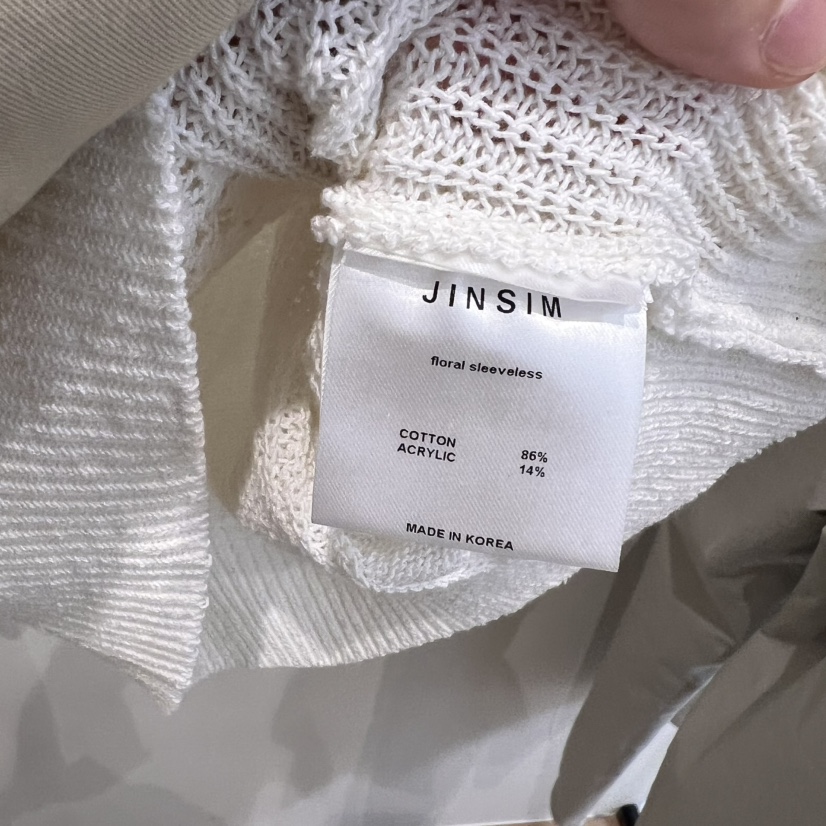 JINSIM
floral sleeveless
COTTON 86%
ACRYLIC 14%
MADE IN KOREA